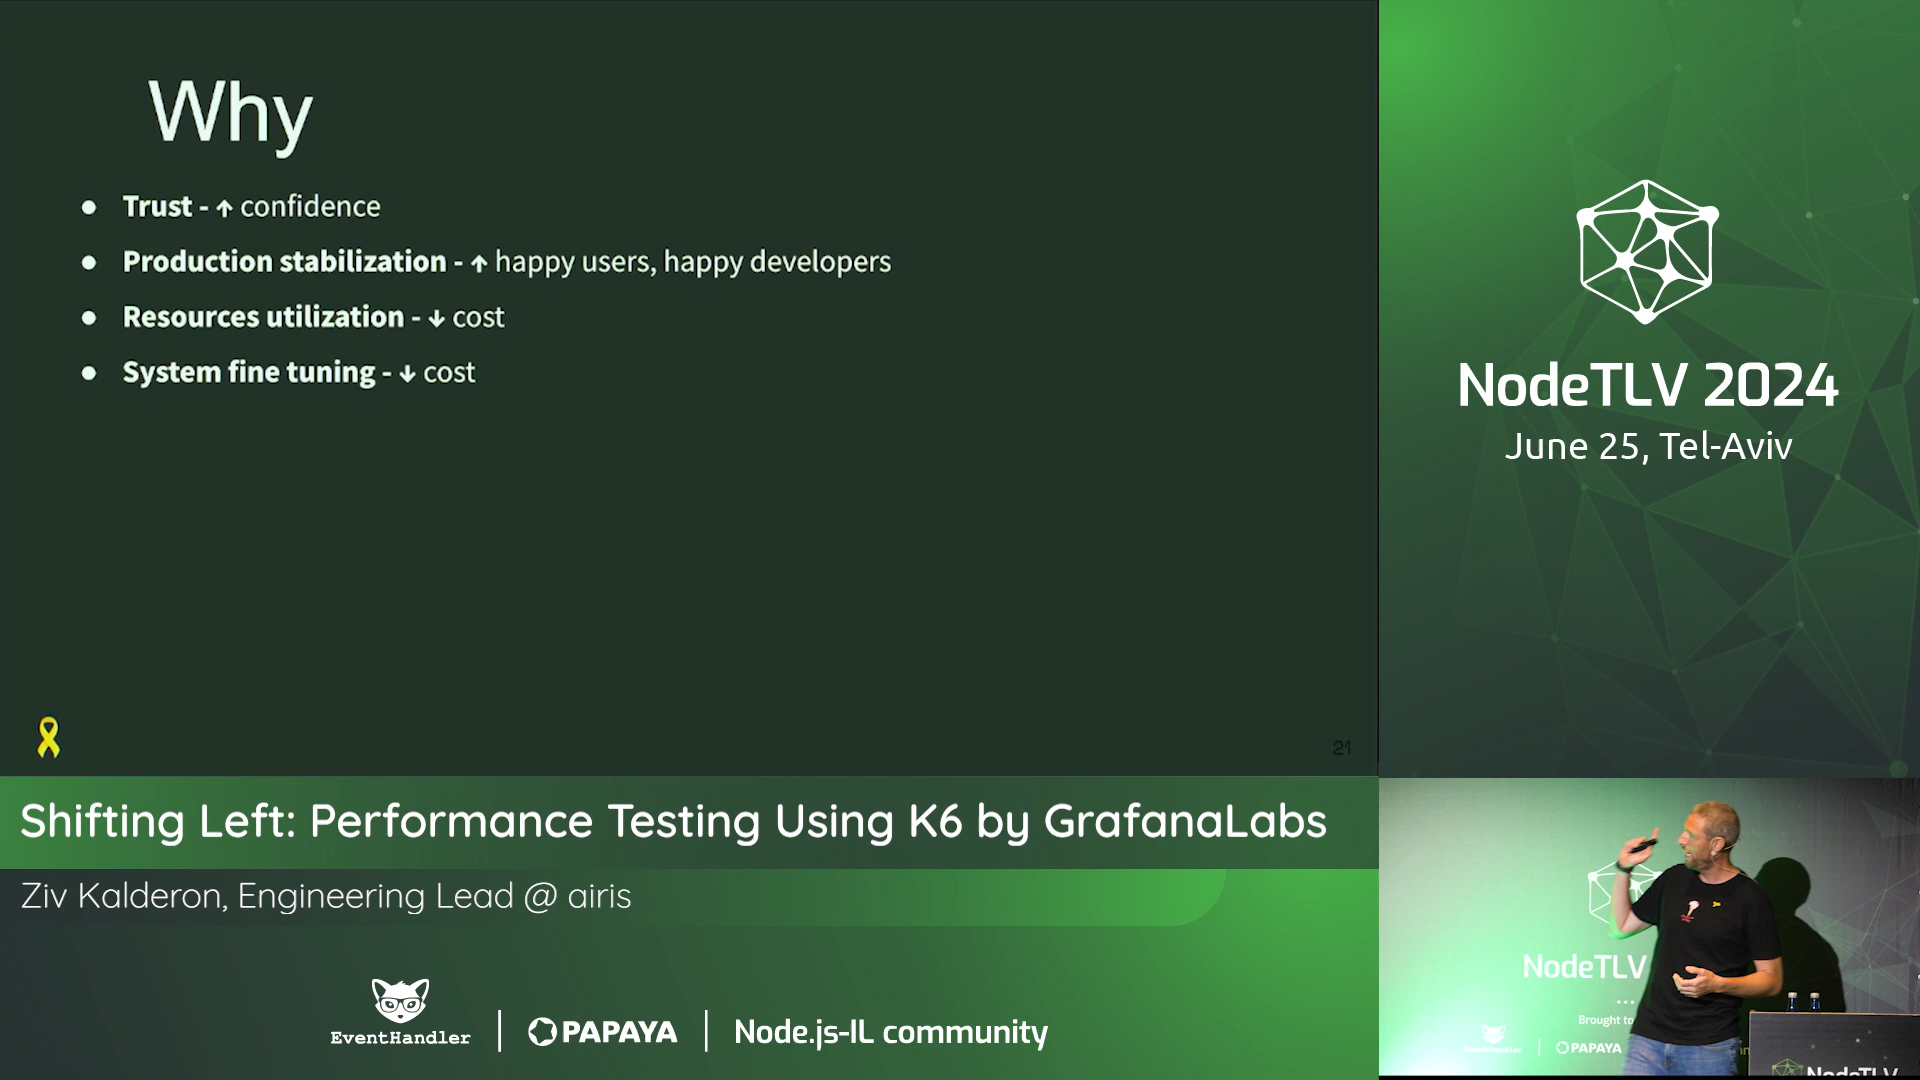 Why
● Trust - ↑ confidence
● Production stabilization - ↑ happy users, happy developers
● Resources utilization - ↓ cost
● System fine tuning - ↓ cost
21
NodeTLV 2024
June 25, Tel-Aviv
Shifting Left: Performance Testing Using K6 by GrafanaLabs
Ziv Kalderon, Engineering Lead @ airis
EventHandler
PAPAYA
Node.js-IL community
NodeTLV
...
Brought to
EventHandler
PAPAYA
NodeTLV